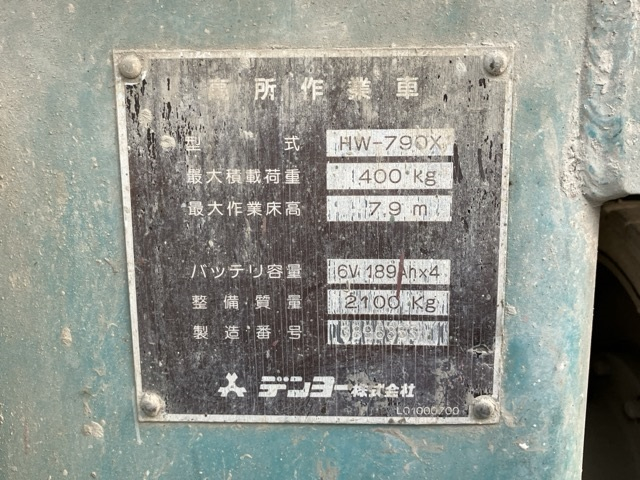 高所作業車
型式 HW-790X
最大積載荷重 400 kg
最大作業床高 7.9 m
バッテリ容量 6V 189Ahx4
整備質量 2100 Kg
製造番号
デンヨー株式会社
L01000700